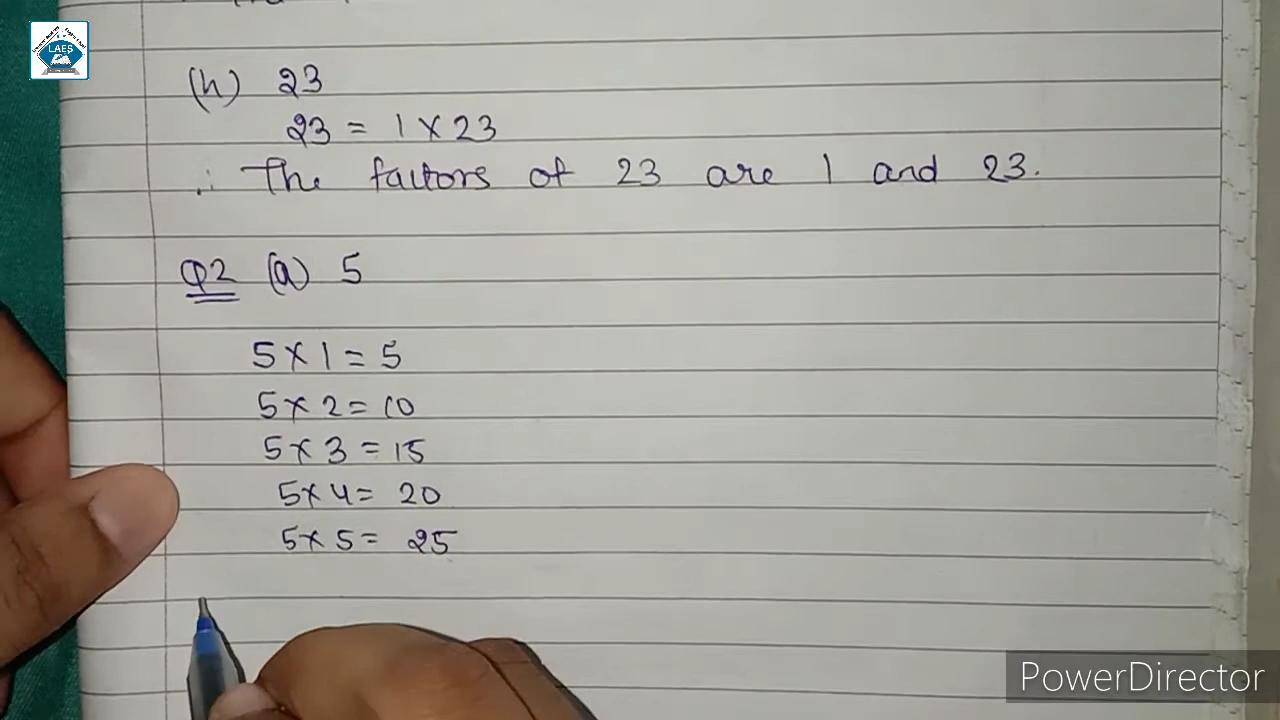 LAES
(h) 23
23 = 1 × 23
∴ The factors of 23 are 1 and 23.
Q2 (a) 5
5 × 1 = 5
5 × 2 = 10
5 × 3 = 15
5 × 4 = 20
5 × 5 = 25
PowerDirector